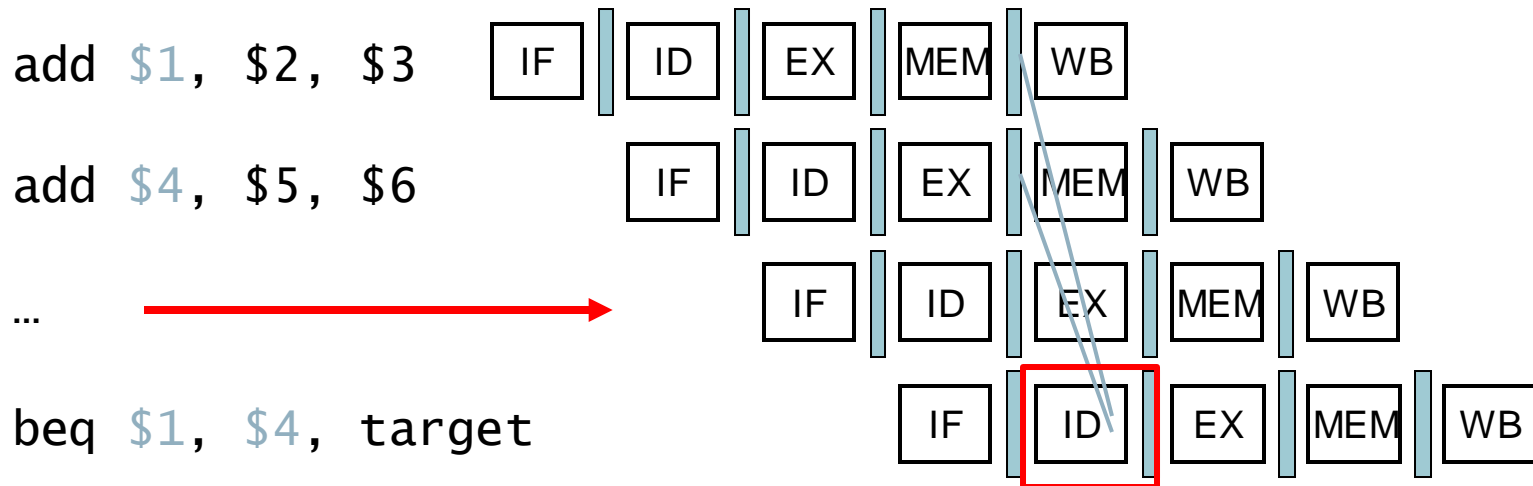 add $1, $2, $3 IF ID EX MEM WB
add $4, $5, $6 IF ID EX MEM WB
… IF ID EX MEM WB
beq $1, $4, target IF ID EX MEM WB